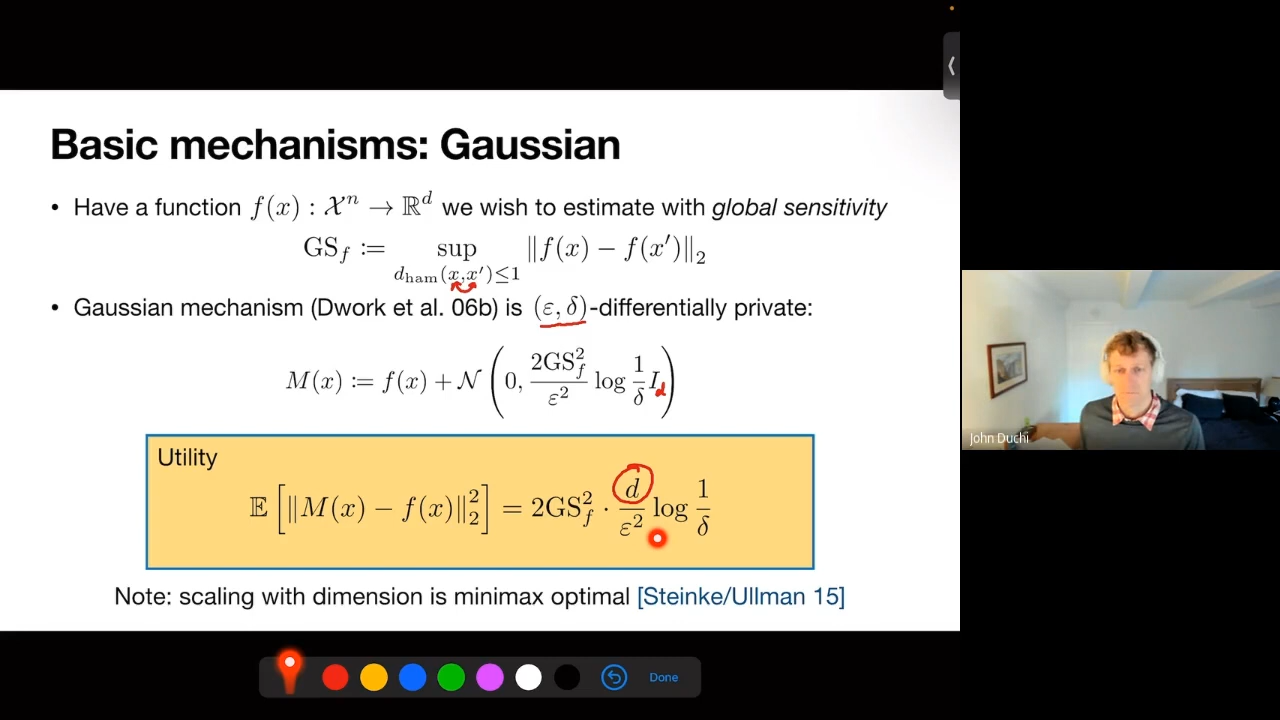 Basic mechanisms: Gaussian
• Have a function f(x) : 𝒳ⁿ → ℝᵈ we wish to estimate with global sensitivity
GS_f := sup_{d_ham(x,x′)≤1} ‖f(x) − f(x′)‖₂
• Gaussian mechanism (Dwork et al. 06b) is (ε, δ)-differentially private:
M(x) := f(x) + 𝒩(0, 2GS_f²/ε² log 1/δ I_d)
Utility
𝔼[‖M(x) − f(x)‖₂²] = 2GS_f² · d/ε² log 1/δ
Note: scaling with dimension is minimax optimal [Steinke/Ullman 15]
John Duchi
Done